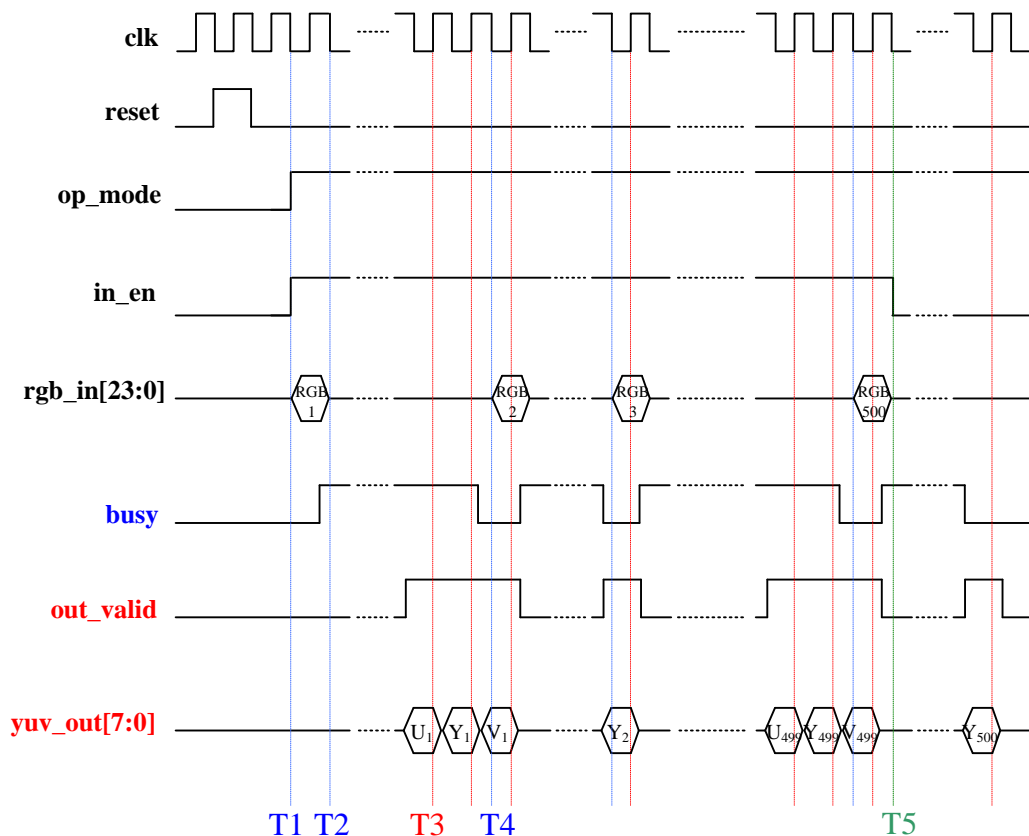 clk
reset
op_mode
in_en
rgb_in[23:0]
RGB 1
RGB 2
RGB 3
RGB 500
busy
out_valid
yuv_out[7:0]
U1
Y1
V1
Y2
U499
Y499
V499
Y500
T1 T2 T3 T4 T5